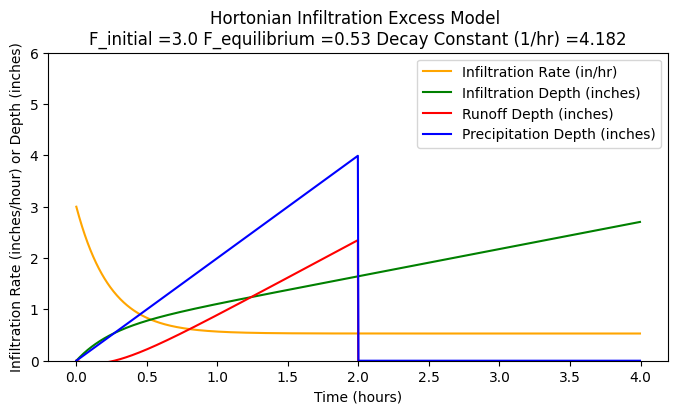 Hortonian Infiltration Excess Model
F_initial =3.0 F_equilibrium =0.53 Decay Constant (1/hr) =4.182
Infiltration Rate (inches/hour) or Depth (inches)
6
5
4
3
2
1
0
Infiltration Rate (in/hr)
Infiltration Depth (inches)
Runoff Depth (inches)
Precipitation Depth (inches)
0.0 0.5 1.0 1.5 2.0 2.5 3.0 3.5 4.0
Time (hours)